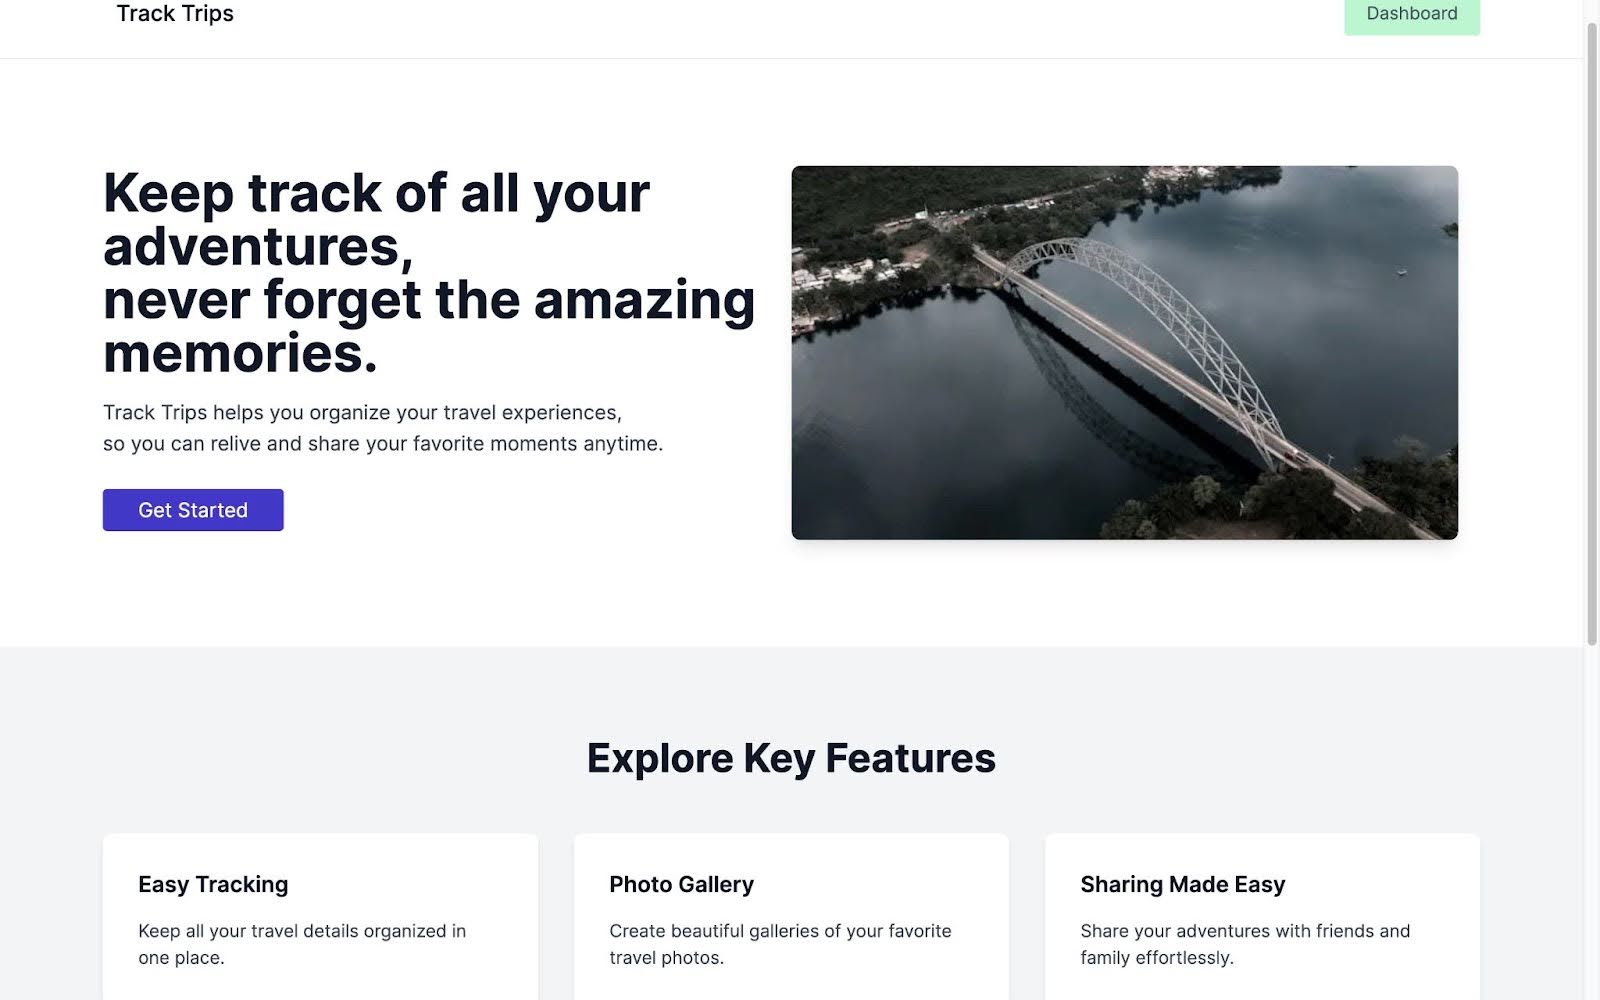 Track Trips
Dashboard
Keep track of all your
adventures,
never forget the amazing
memories.
Track Trips helps you organize your travel experiences,
so you can relive and share your favorite moments anytime.
Get Started
Explore Key Features
Easy Tracking
Keep all your travel details organized in
one place.
Photo Gallery
Create beautiful galleries of your favorite
travel photos.
Sharing Made Easy
Share your adventures with friends and
family effortlessly.